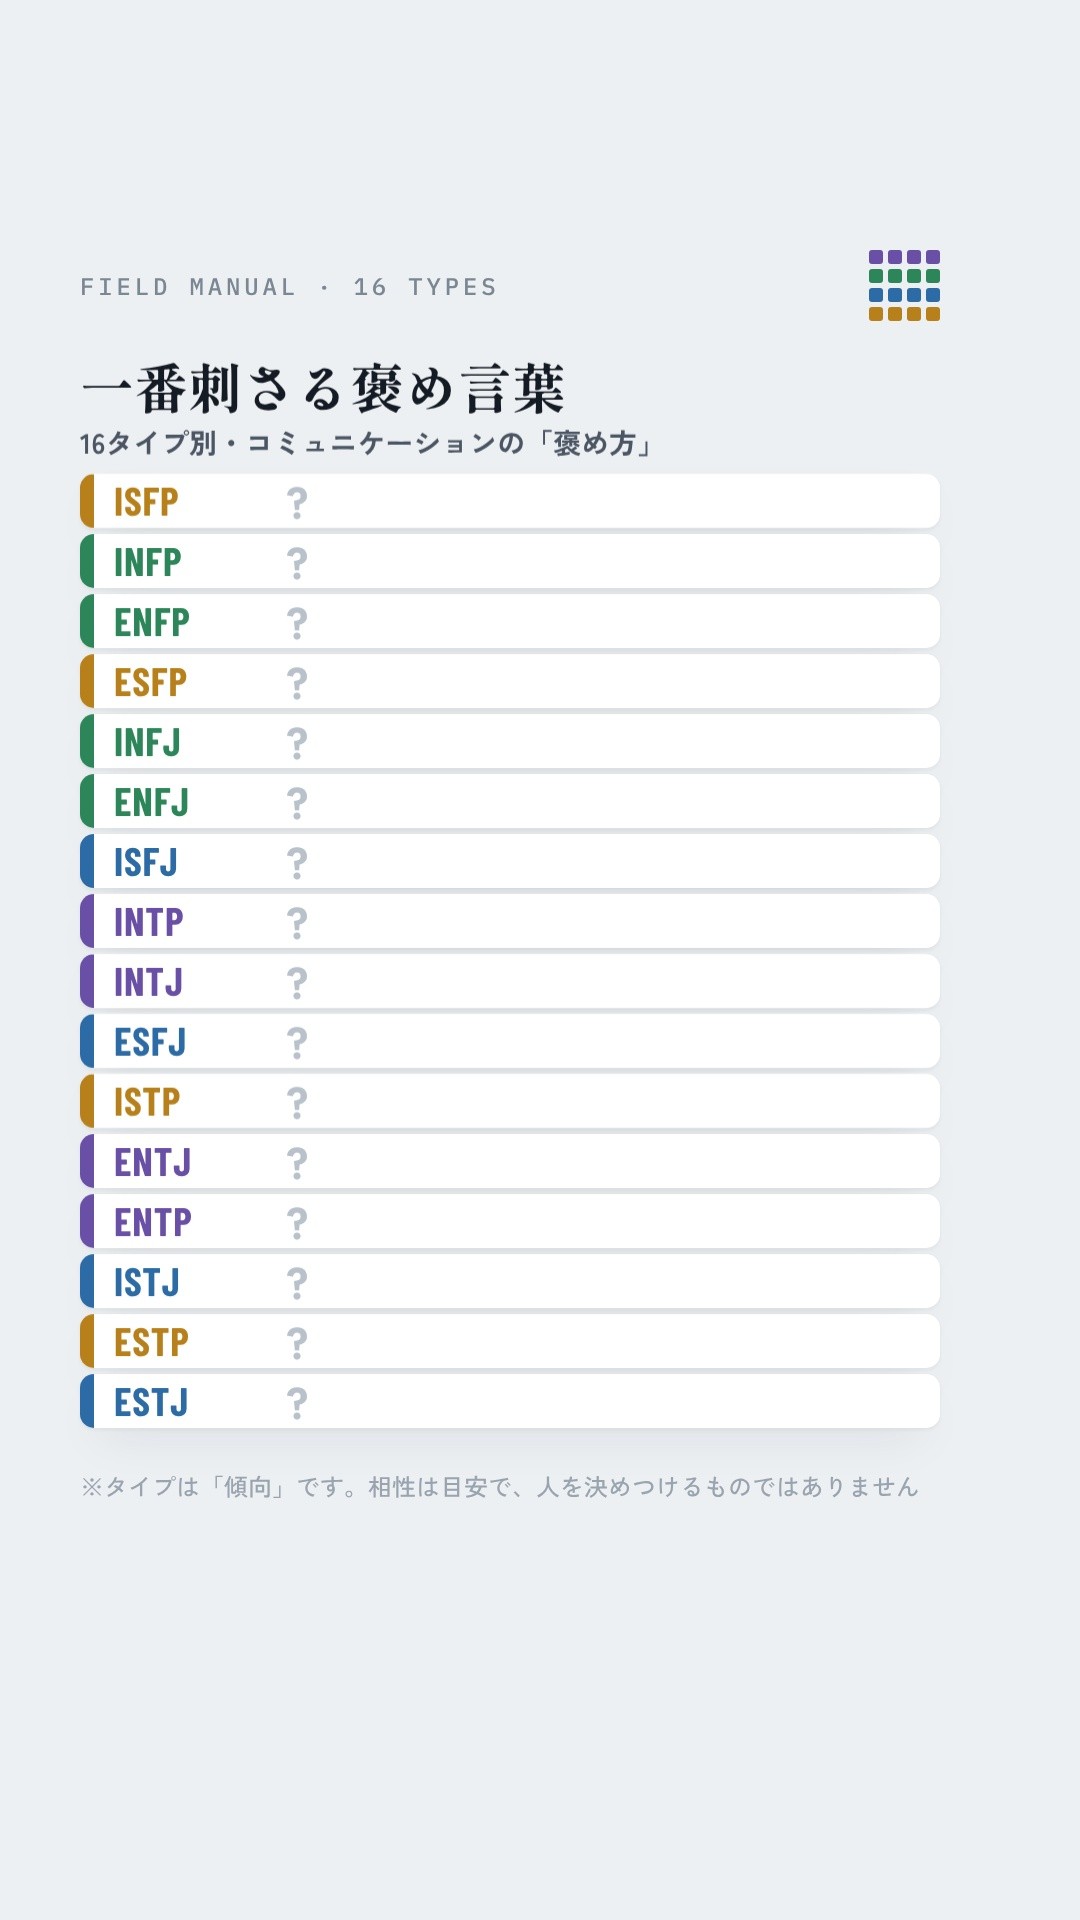 FIELD MANUAL · 16 TYPES
一番刺さる褒め言葉
16タイプ別・コミュニケーションの「褒め方」
ISFP ?
INFP ?
ENFP ?
ESFP ?
INFJ ?
ENFJ ?
ISFJ ?
INTP ?
INTJ ?
ESFJ ?
ISTP ?
ENTJ ?
ENTP ?
ISTJ ?
ESTP ?
ESTJ ?
※タイプは「傾向」です。相性は目安で、人を決めつけるものではありません